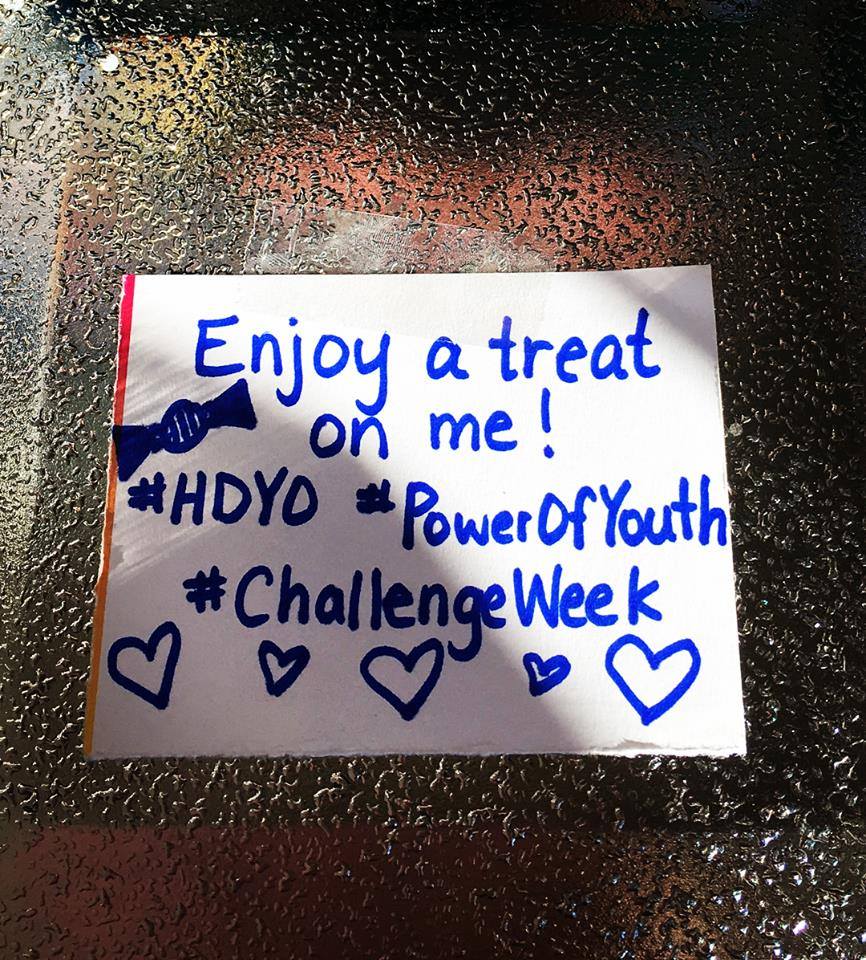 Enjoy a treat
on me!
#HDYO #PowerOfYouth
#ChallengeWeek